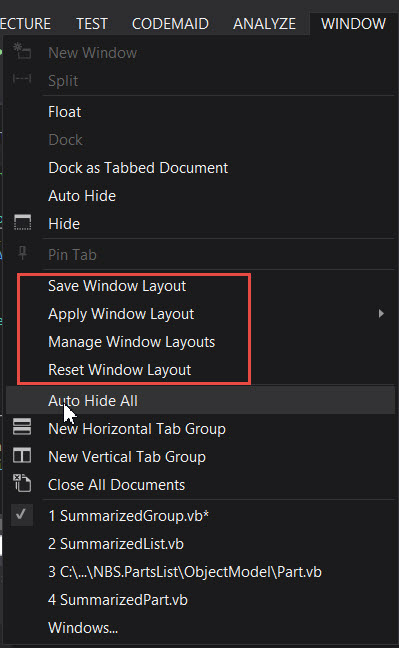 ECTURE TEST CODEMAID ANALYZE WINDOW
New Window
Split
Float
Dock
Dock as Tabbed Document
Auto Hide
Hide
Pin Tab
Save Window Layout
Apply Window Layout
Manage Window Layouts
Reset Window Layout
Auto Hide All
New Horizontal Tab Group
New Vertical Tab Group
Close All Documents
1 SummarizedGroup.vb*
2 SummarizedList.vb
3 C:\...\NBS.PartsList\ObjectModel\Part.vb
4 SummarizedPart.vb
Windows...